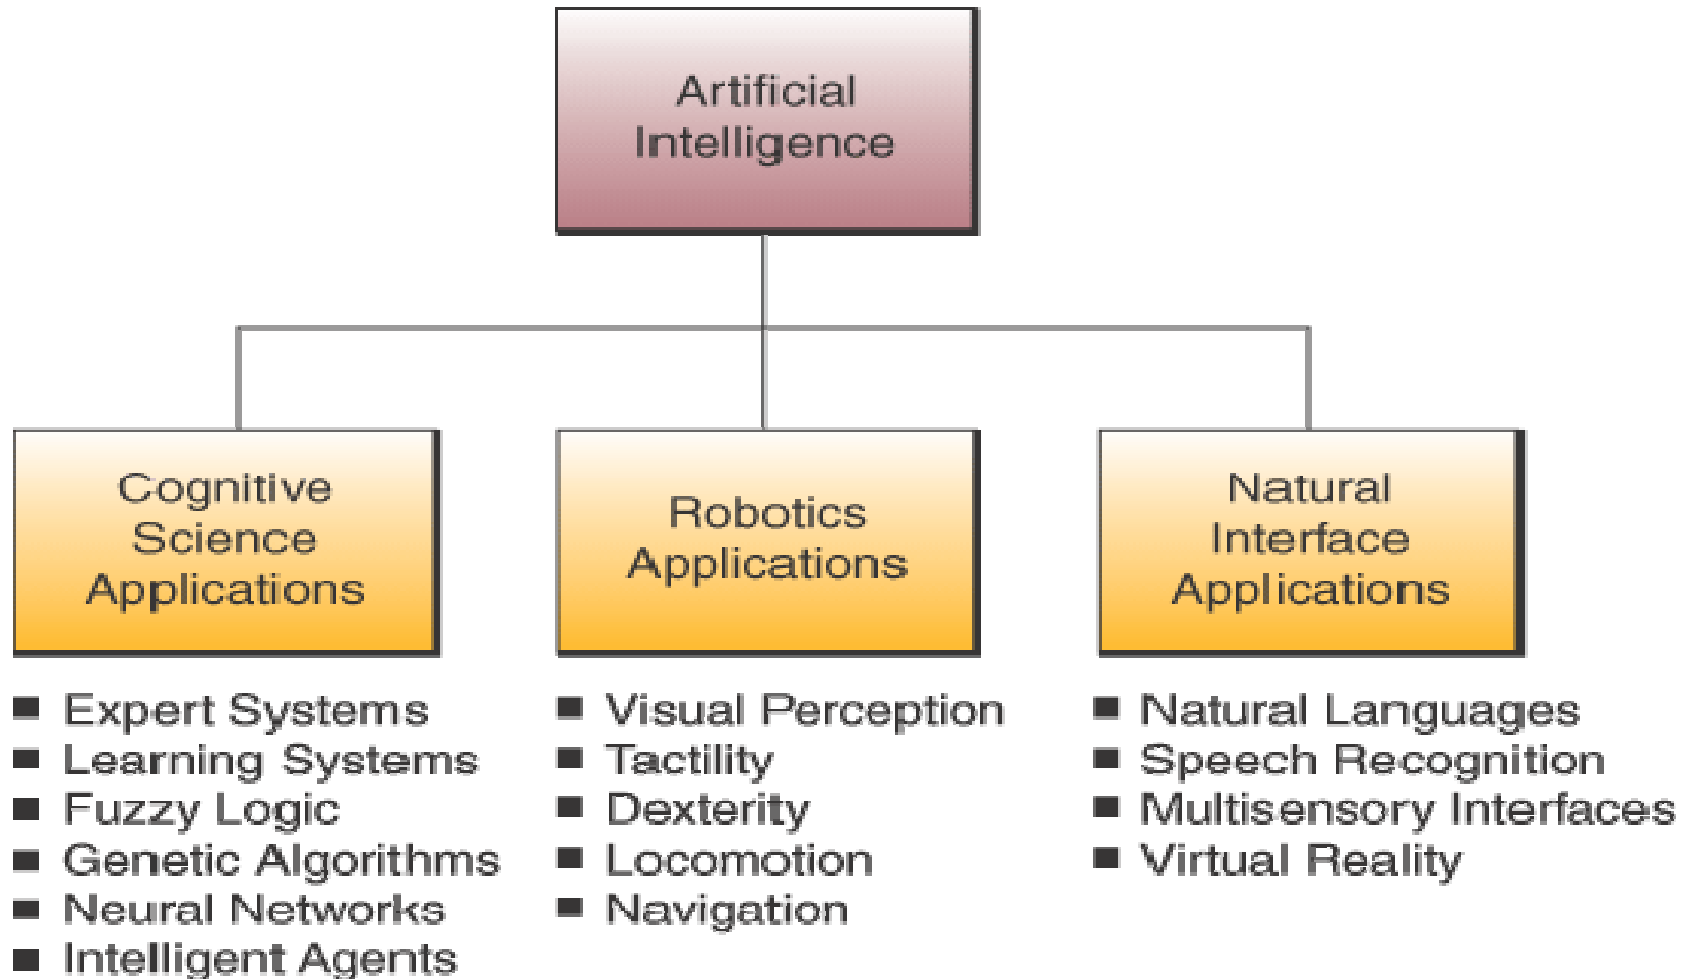 Artificial
Intelligence
Cognitive
Science
Applications
Robotics
Applications
Natural
Interface
Applications
Expert Systems
Learning Systems
Fuzzy Logic
Genetic Algorithms
Neural Networks
Intelligent Agents
Visual Perception
Tactility
Dexterity
Locomotion
Navigation
Natural Languages
Speech Recognition
Multisensory Interfaces
Virtual Reality